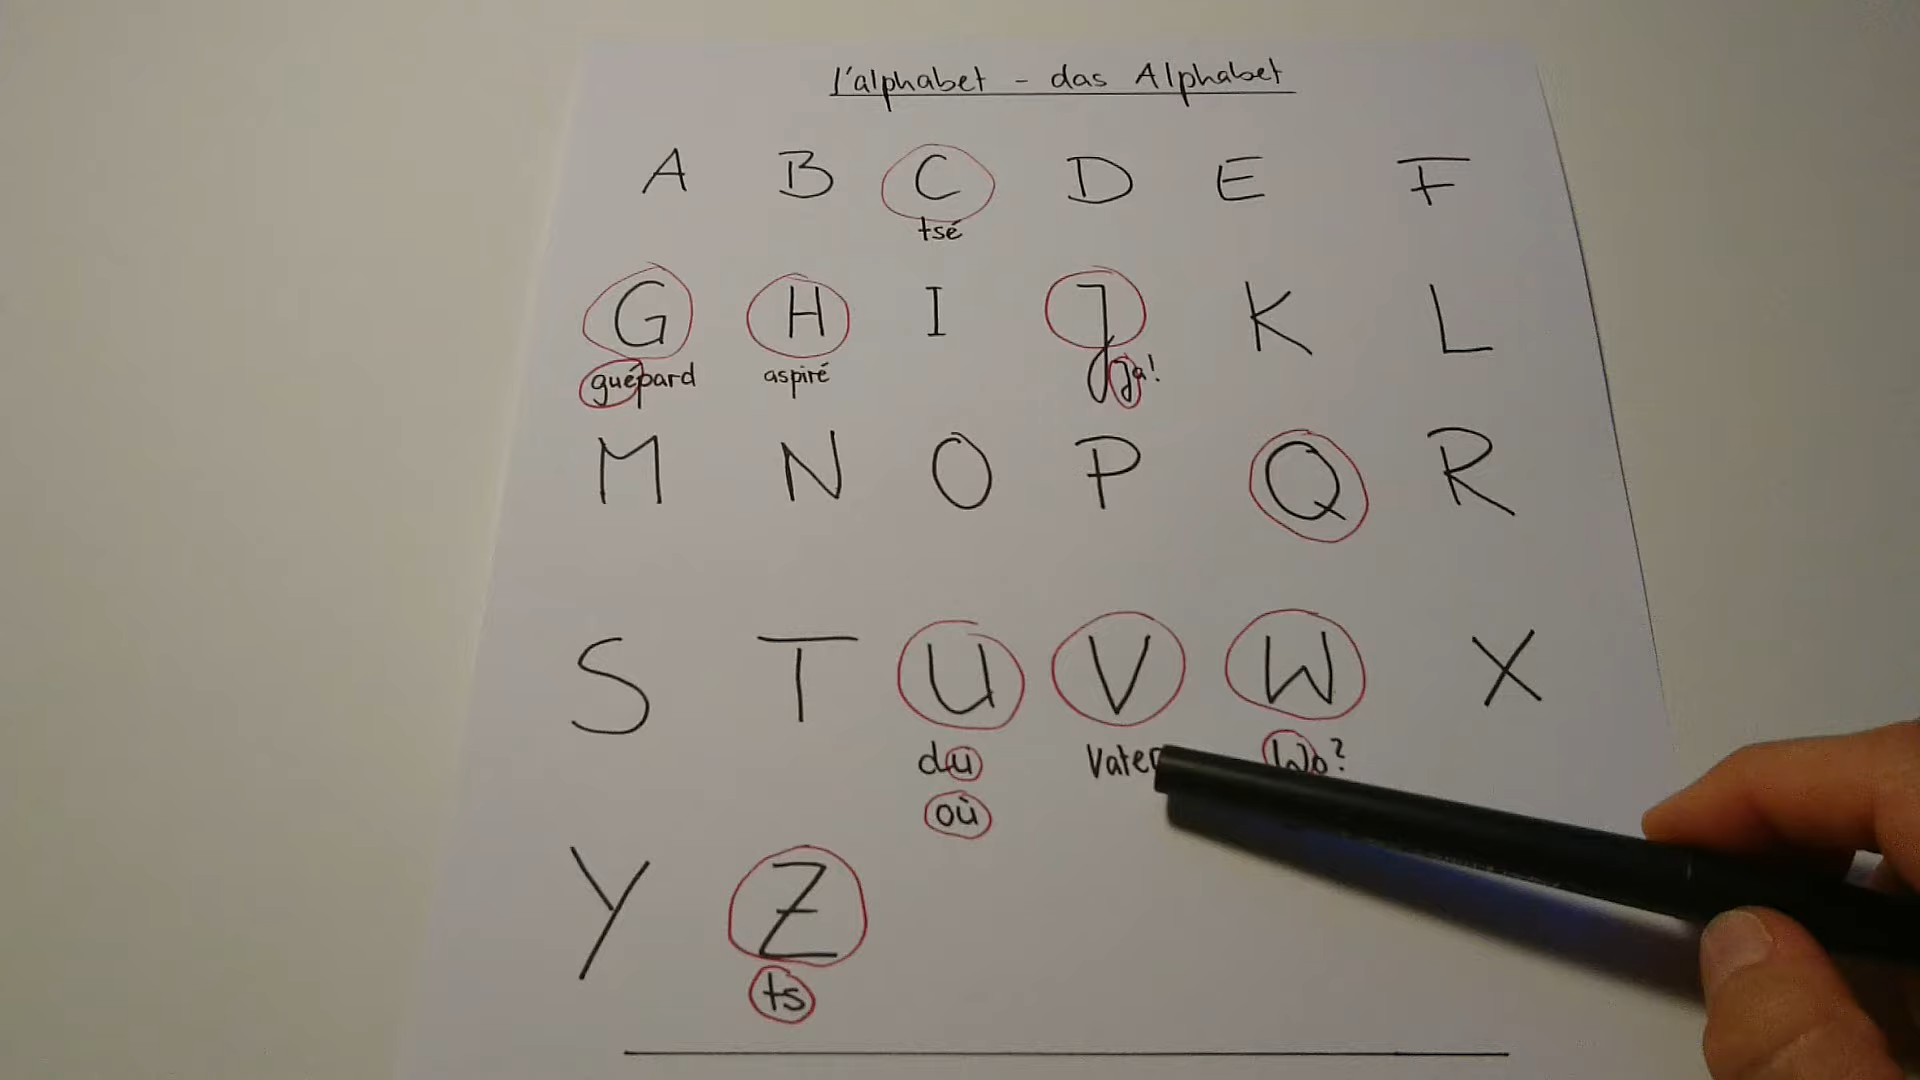 l'alphabet - das Alphabet
A B C D E F
tsé
G H I J K L
guépard aspiré ja!
M N O P Q R
S T U V W X
du Vater Wo?
où
Y Z
ts